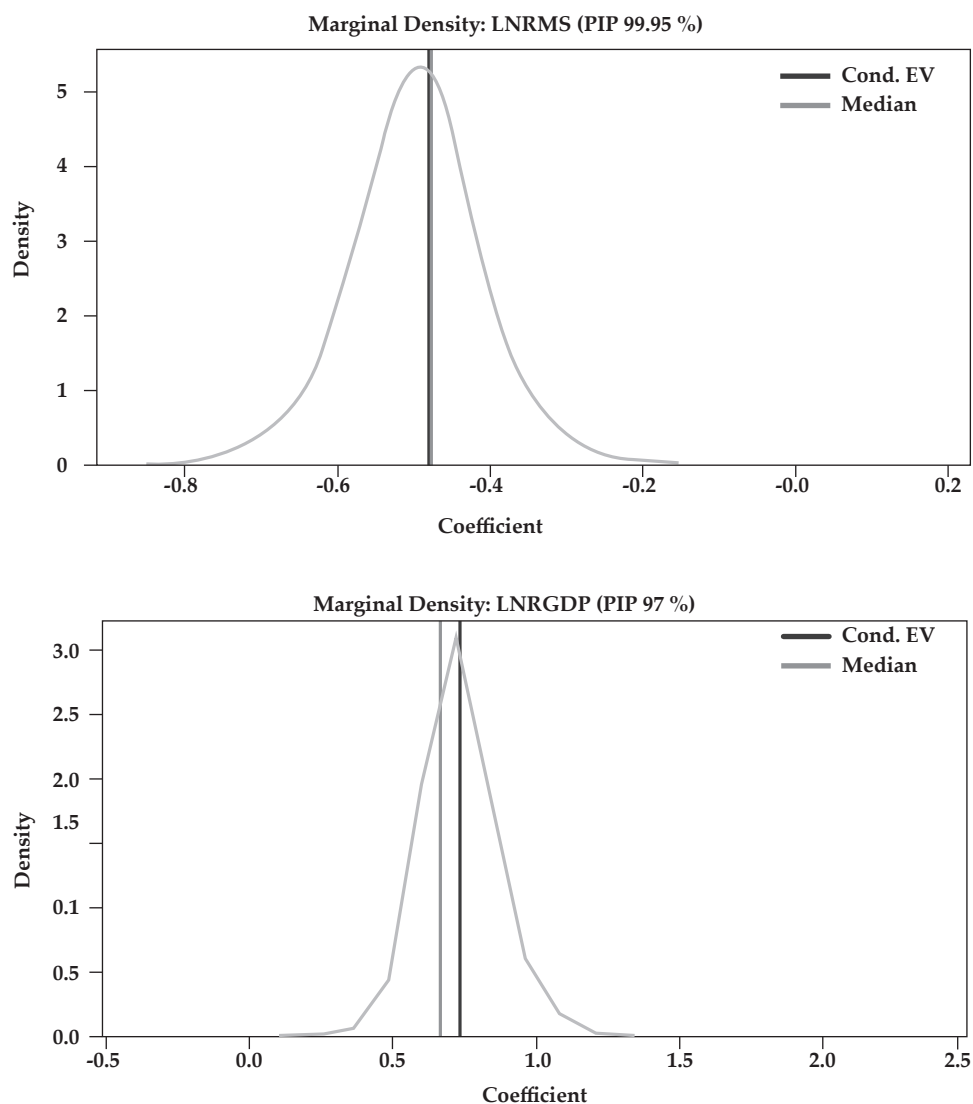 Marginal Density: LNRMS (PIP 99.95 %)
Cond. EV
Median
5
4
3
2
1
0
Density
-0.8 -0.6 -0.4 -0.2 -0.0 0.2
Coefficient
Marginal Density: LNRGDP (PIP 97 %)
Cond. EV
Median
3.0
2.5
2.0
1.5
0.1
0.5
0.0
Density
-0.5 0.0 0.5 1.0 1.5 2.0 2.5
Coefficient